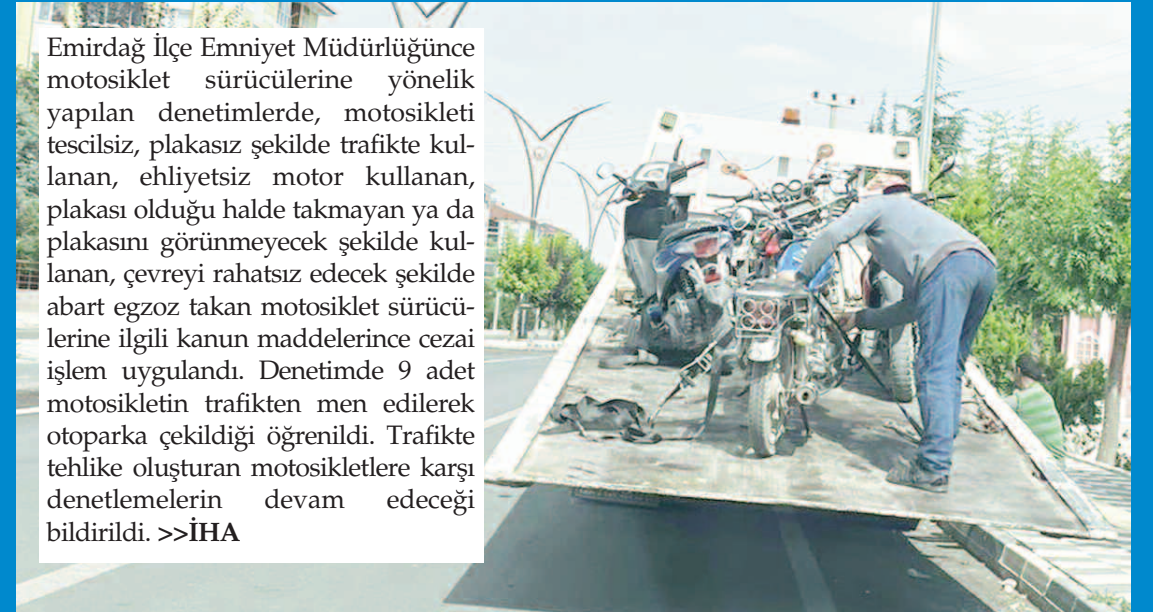 Emirdağ İlçe Emniyet Müdürlüğünce
motosiklet sürücülerine yönelik
yapılan denetimlerde, motosikleti
tescilsiz, plakasız şekilde trafikte kul-
lanan, ehliyetsiz motor kullanan,
plakası olduğu halde takmayan ya da
plakasını görünmeyecek şekilde kul-
lanan, çevreyi rahatsız edecek şekilde
abart egzoz takan motosiklet sürücü-
lerine ilgili kanun maddelerince cezai
işlem uygulandı. Denetimde 9 adet
motosikletin trafikten men edilerek
otoparka çekildiği öğrenildi. Trafikte
tehlike oluşturan motosikletlere karşı
denetlemelerin devam edeceği
bildirildi. >>İHA